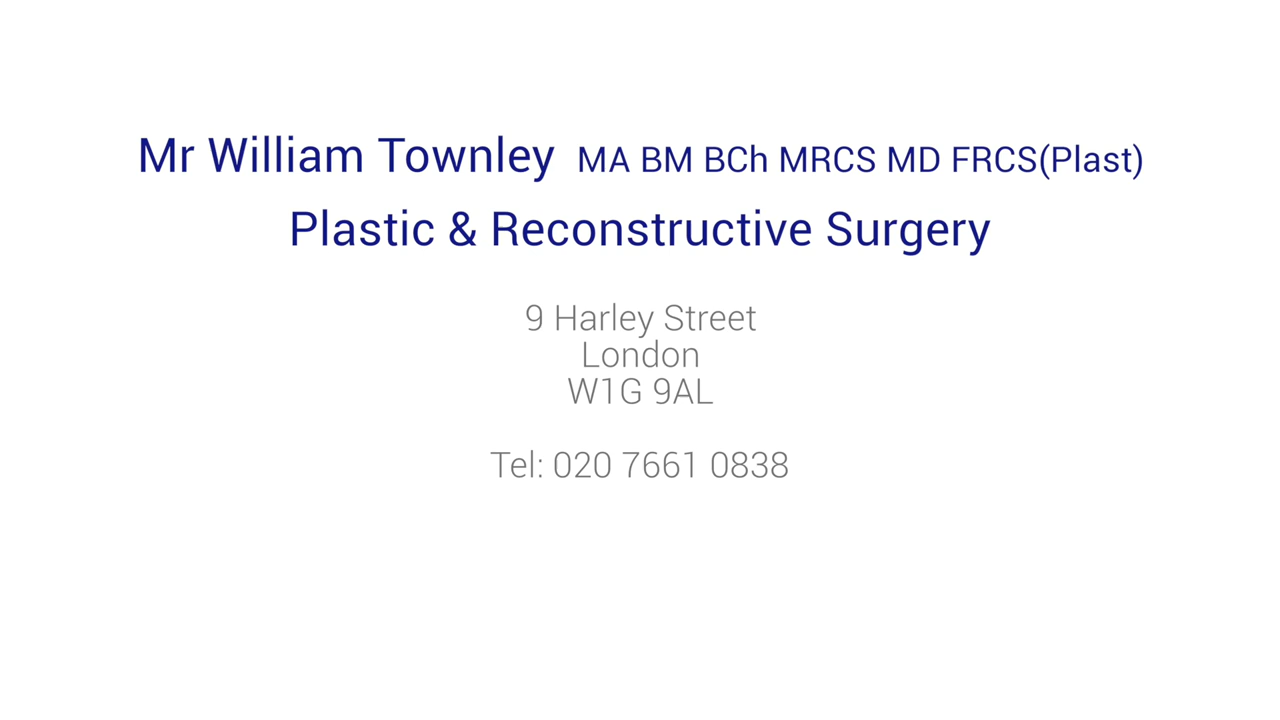 Mr William Townley MA BM BCh MRCS MD FRCS(Plast)
Plastic & Reconstructive Surgery
9 Harley Street
London
W1G 9AL
Tel: 020 7661 0838